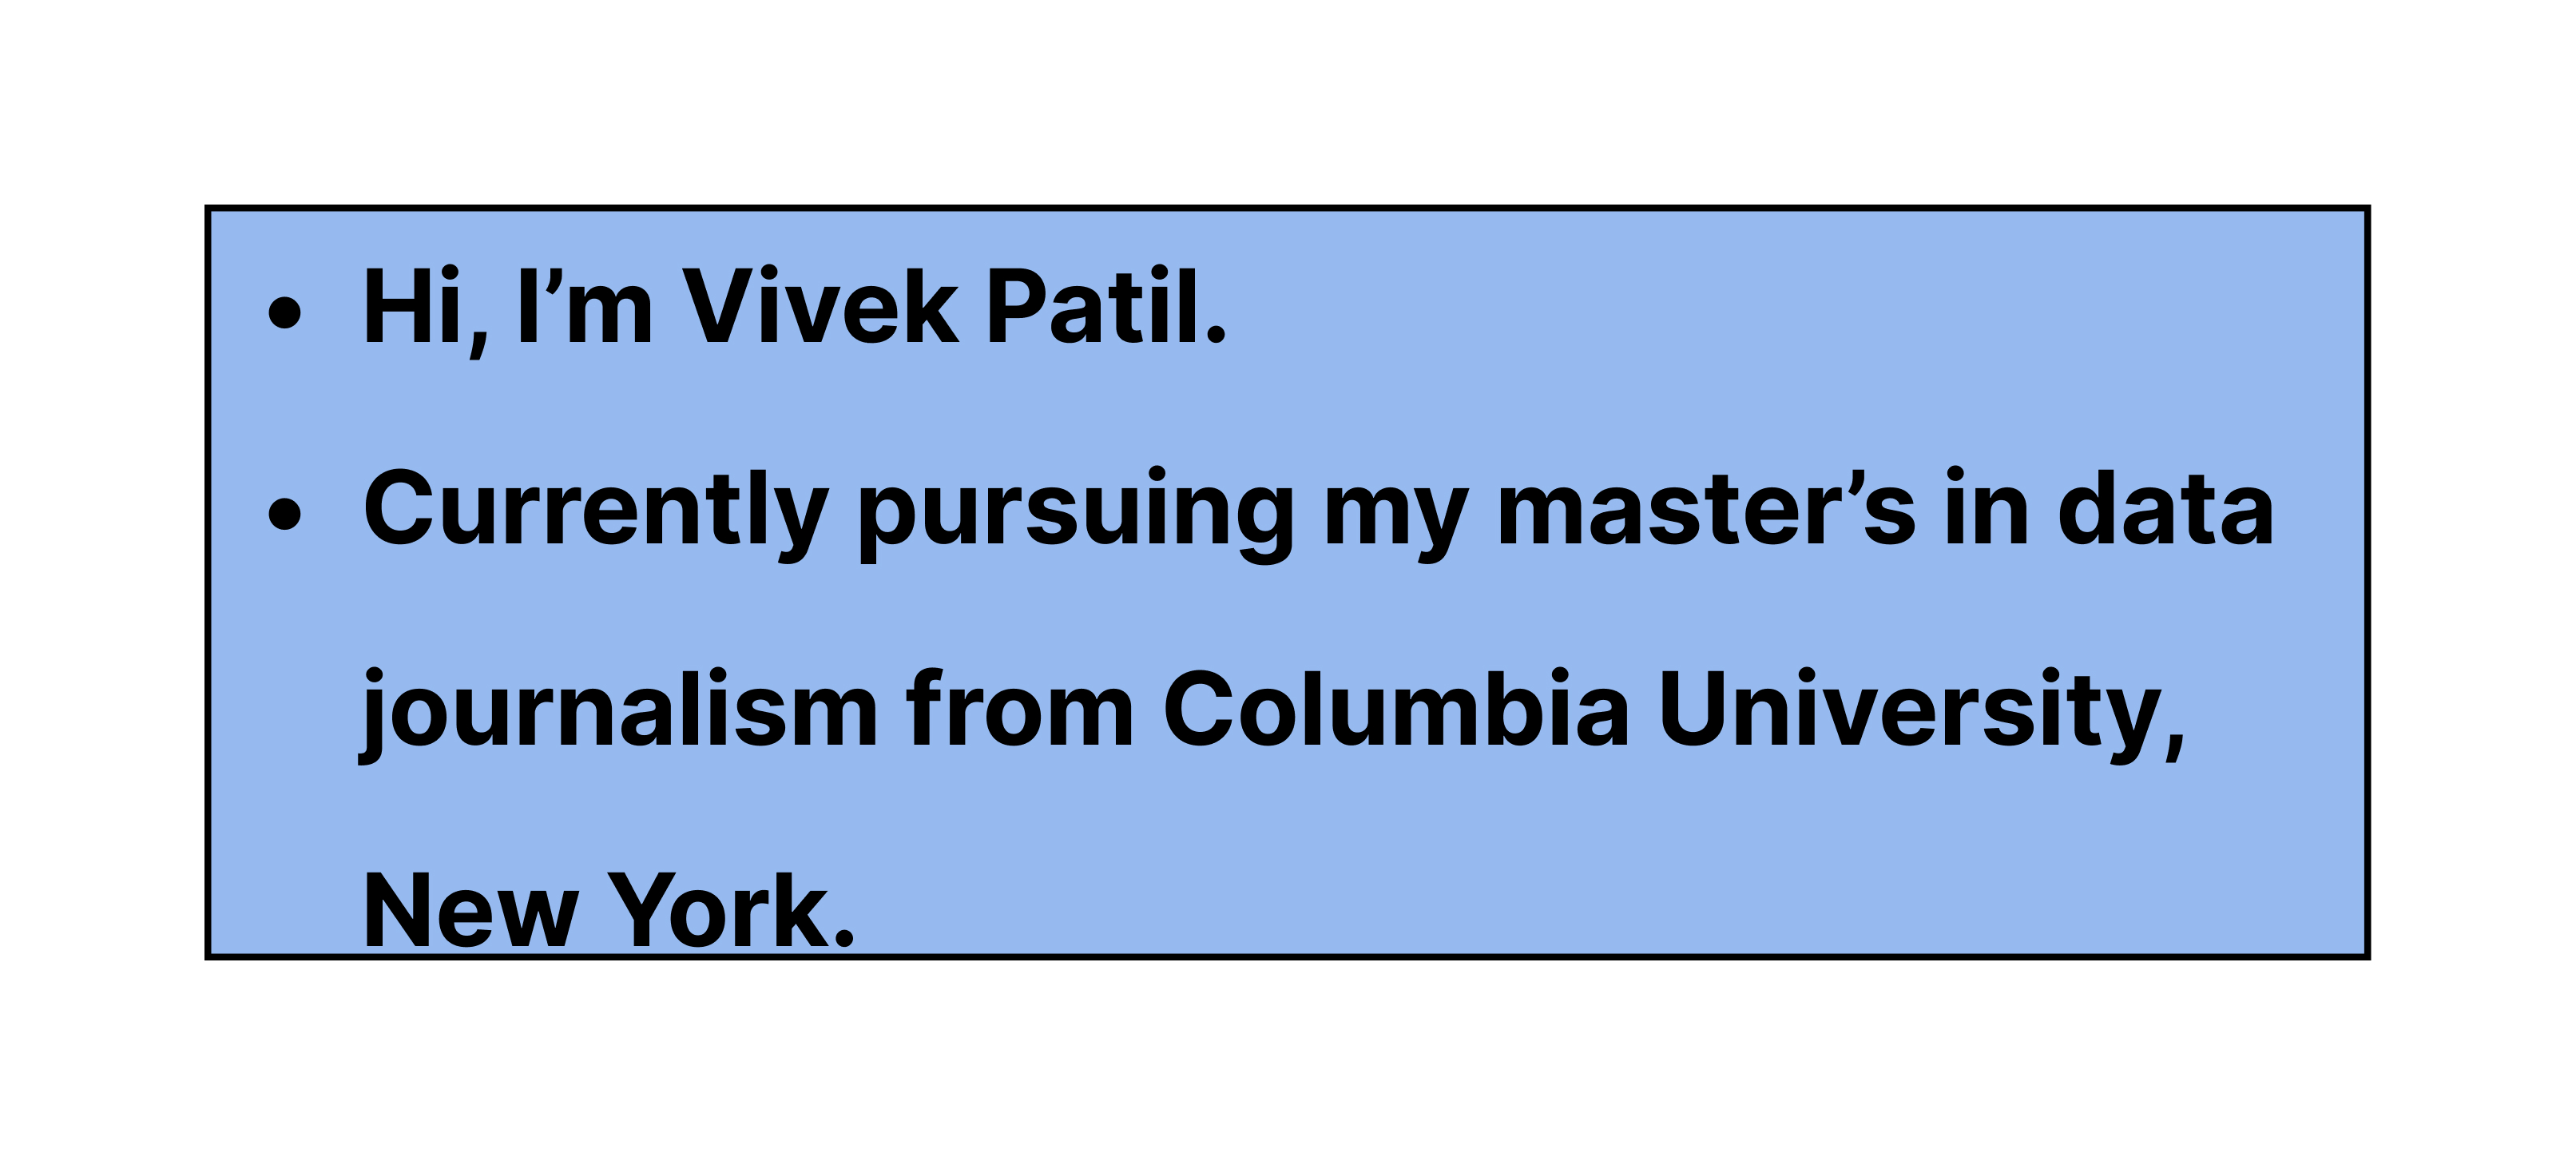 • Hi, I’m Vivek Patil.
• Currently pursuing my master’s in data
journalism from Columbia University,
New York.